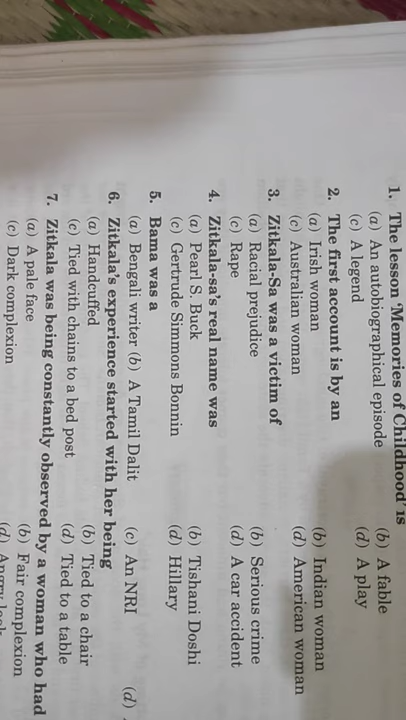 1. The lesson 'Memories of Childhood' is
(a) An autobiographical episode (b) A fable
(c) A legend (d) A play
2. The first account is by an
(a) Irish woman (b) Indian woman
(c) Australian woman (d) American woman
3. Zitkala-Sa was a victim of
(a) Racial prejudice (b) Serious crime
(c) Rape (d) A car accident
4. Zitkala-sa's real name was
(a) Pearl S. Buck (b) Tishani Doshi
(c) Gertrude Simmons Bonnin (d) Hillary
5. Bama was a
(a) Bengali writer (b) A Tamil Dalit (c) An NRI (d)
6. Zitkala's experience started with her being
(a) Handcuffed (b) Tied to a chair
(c) Tied with chains to a bed post (d) Tied to a table
7. Zitkala was being constantly observed by a woman who had
(a) A pale face (b) Fair complexion
(c) Dark complexion (d) Angry look